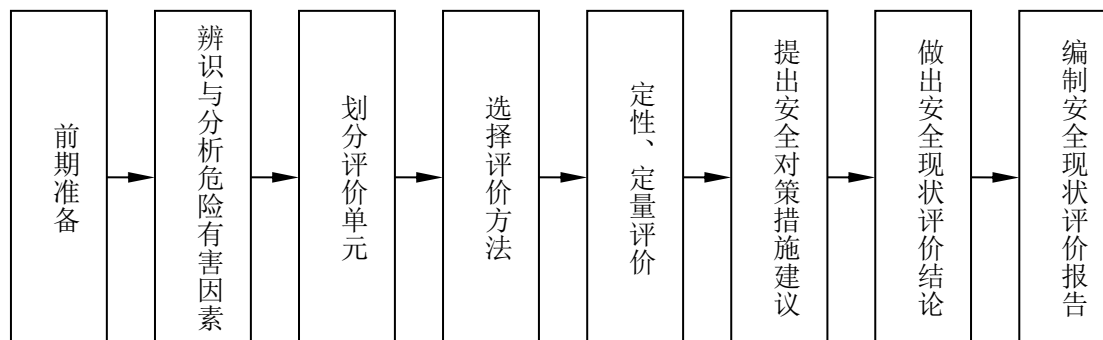 前期准备
辨识与分析危险有害因素
划分评价单元
选择评价方法
定性、定量评价
提出安全对策措施建议
做出安全现状评价结论
编制安全现状评价报告